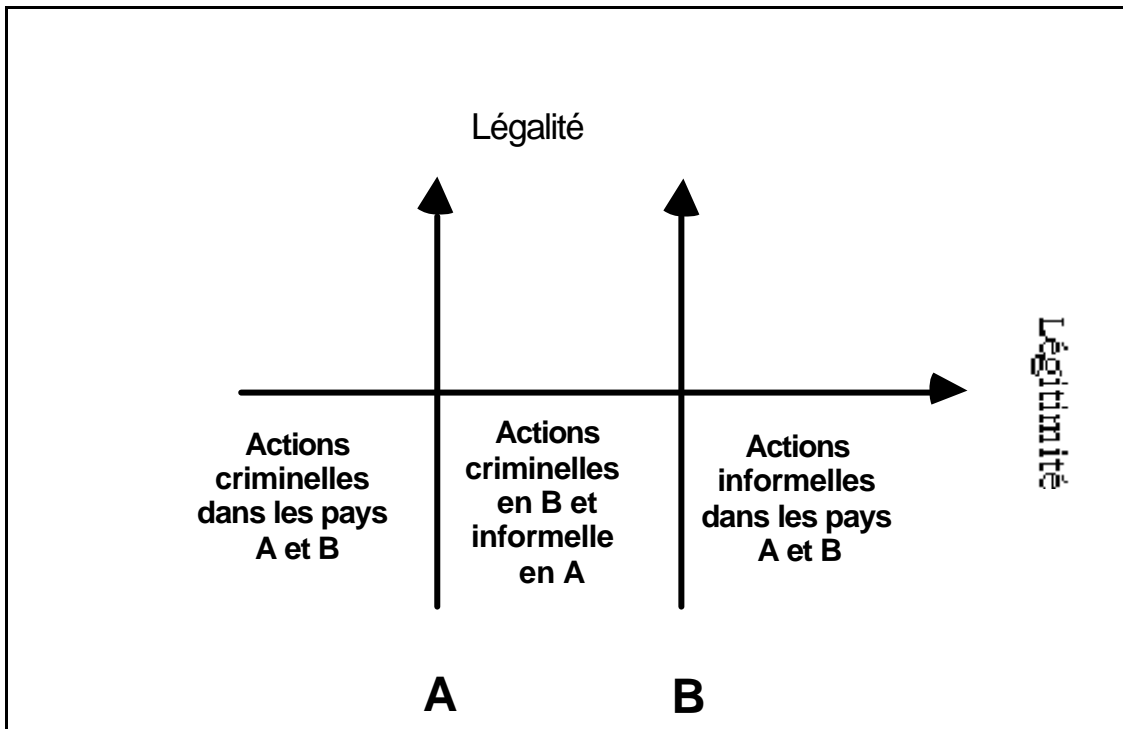 Légalité
Légitimité
Actions
criminelles
dans les pays
A et B
Actions
criminelles
en B et
informelle
en A
Actions
informelles
dans les pays
A et B
A
B